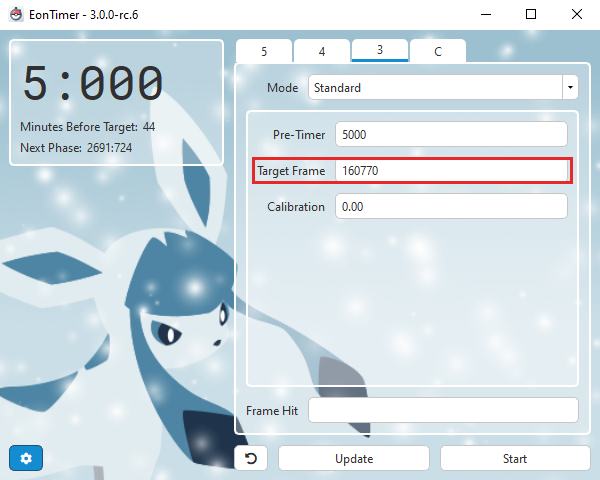 EonTimer - 3.0.0-rc.6
5:000
Minutes Before Target: 44
Next Phase: 2691:724
5 4 3 C
Mode Standard
Pre-Timer 5000
Target Frame 160770
Calibration 0.00
Frame Hit
Update Start